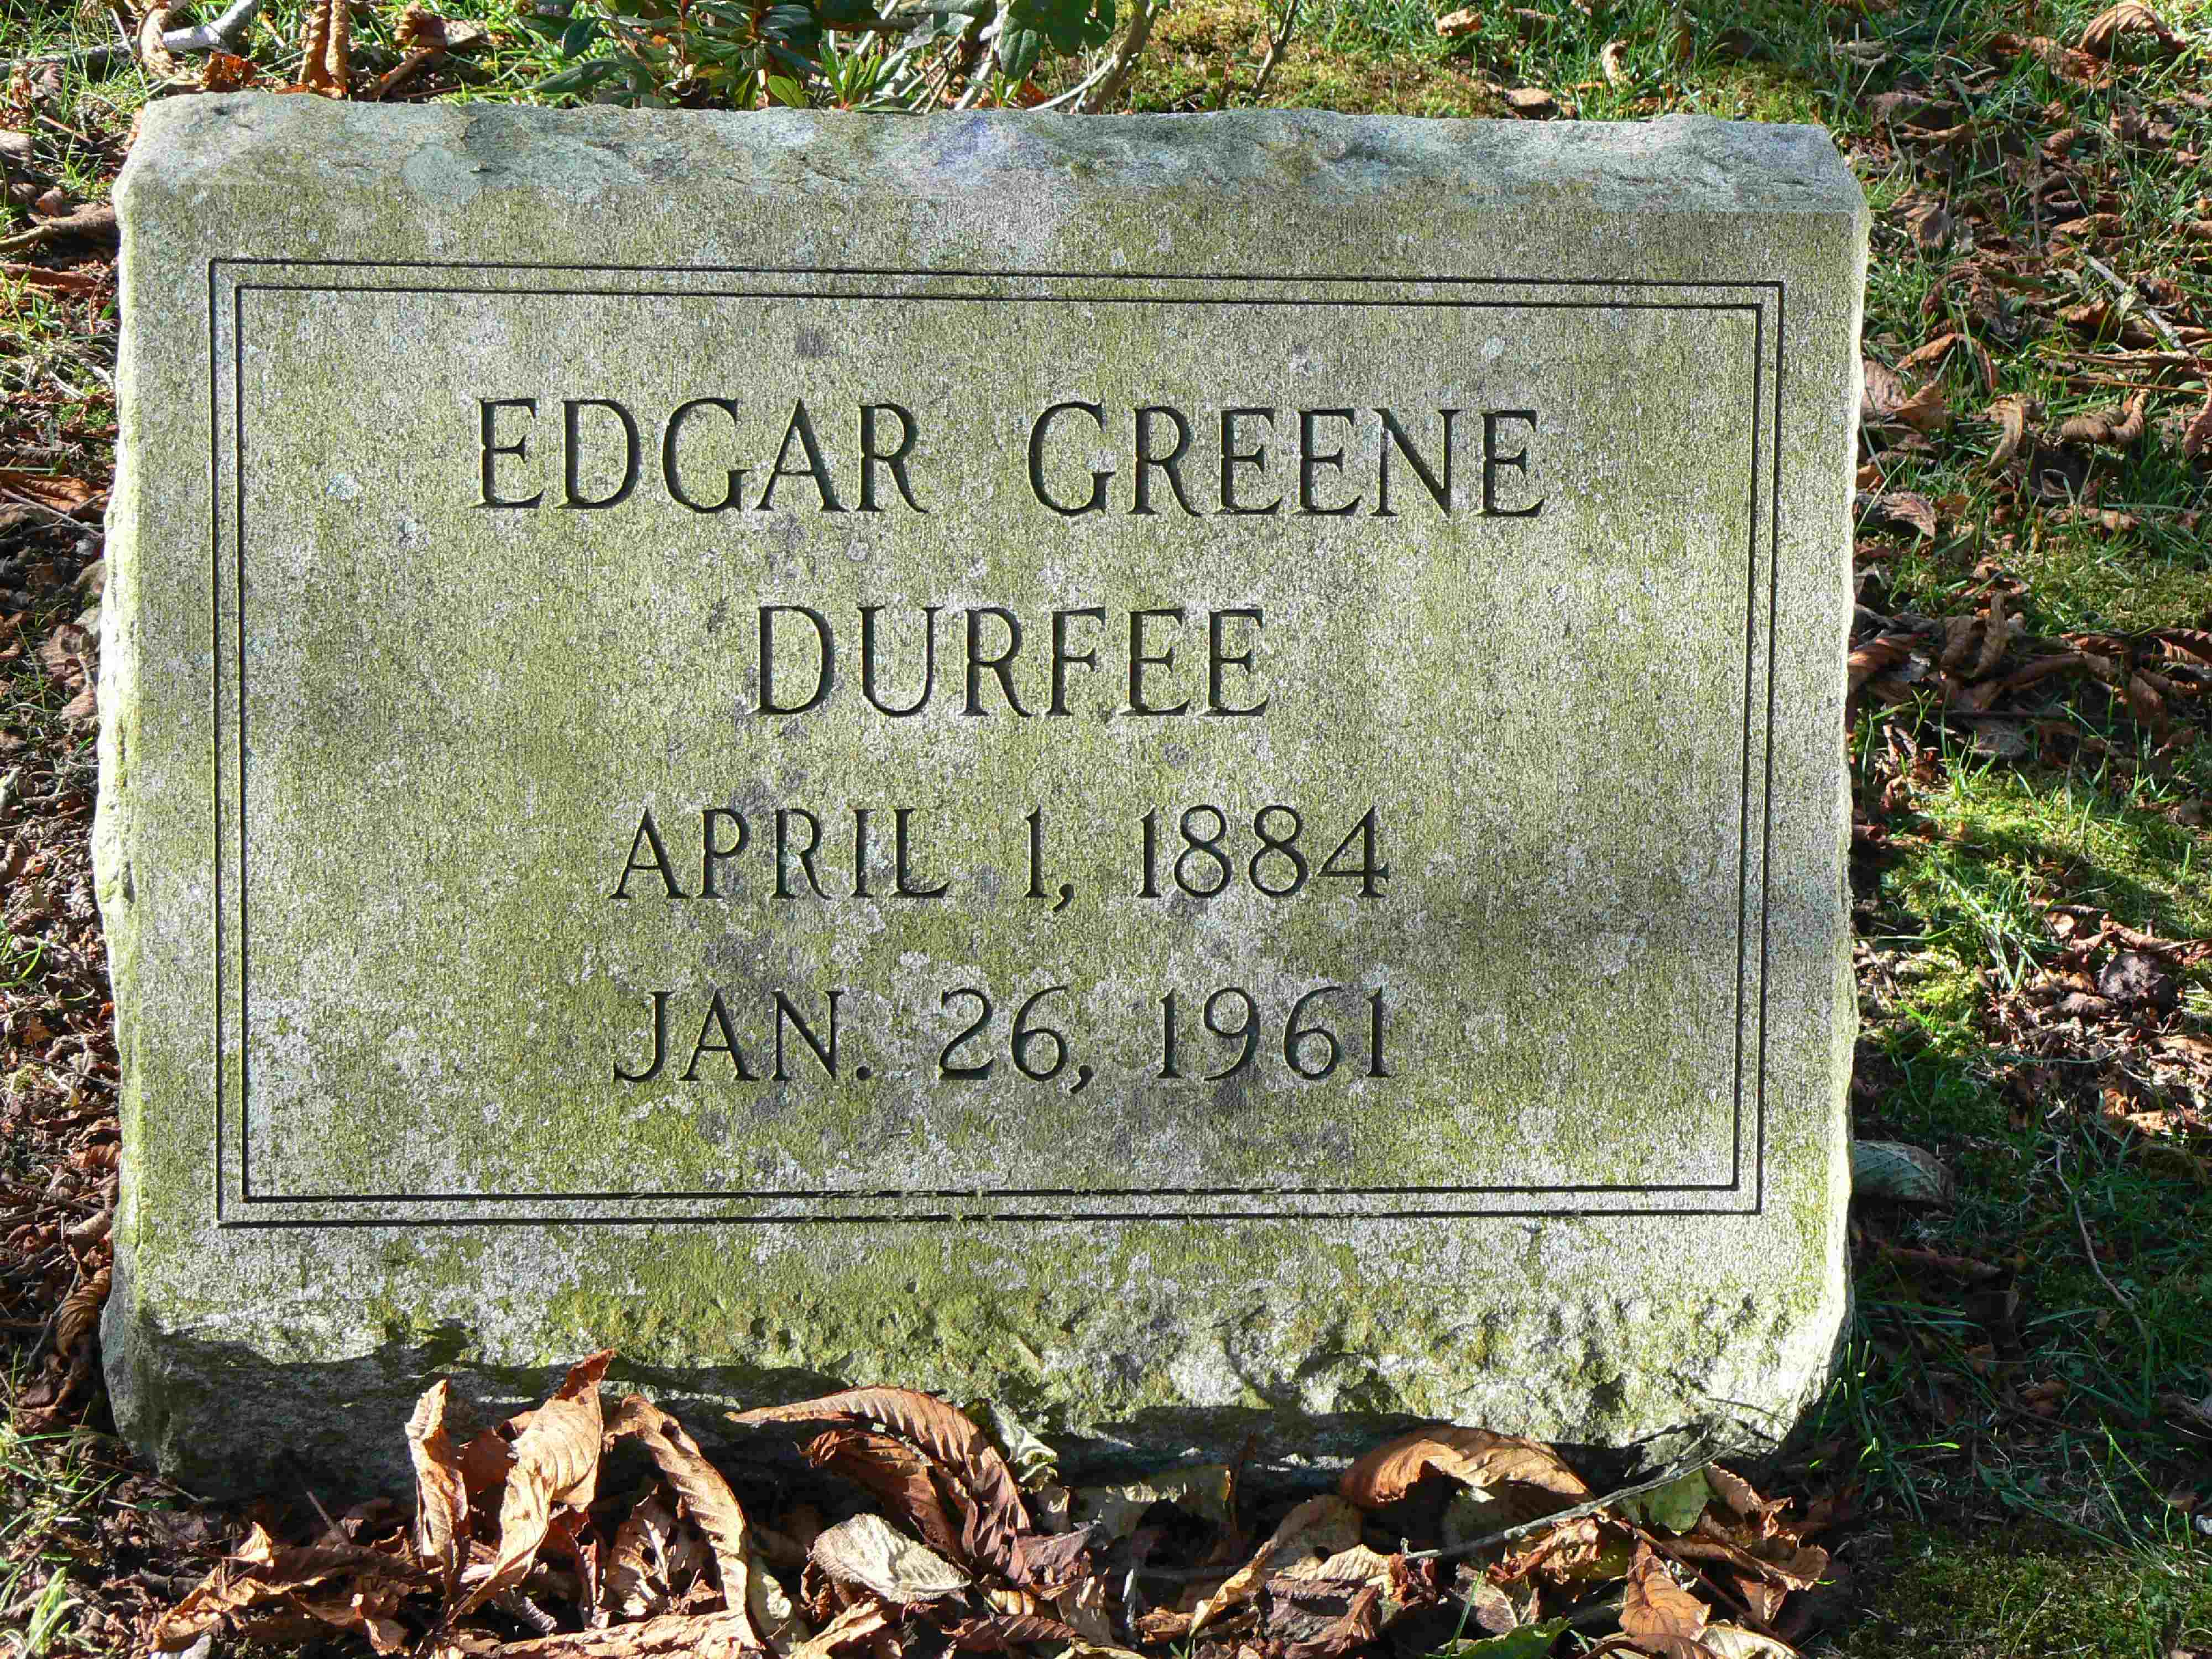 EDGAR GREENE
DURFEE
APRIL 1, 1884
JAN. 26, 1961